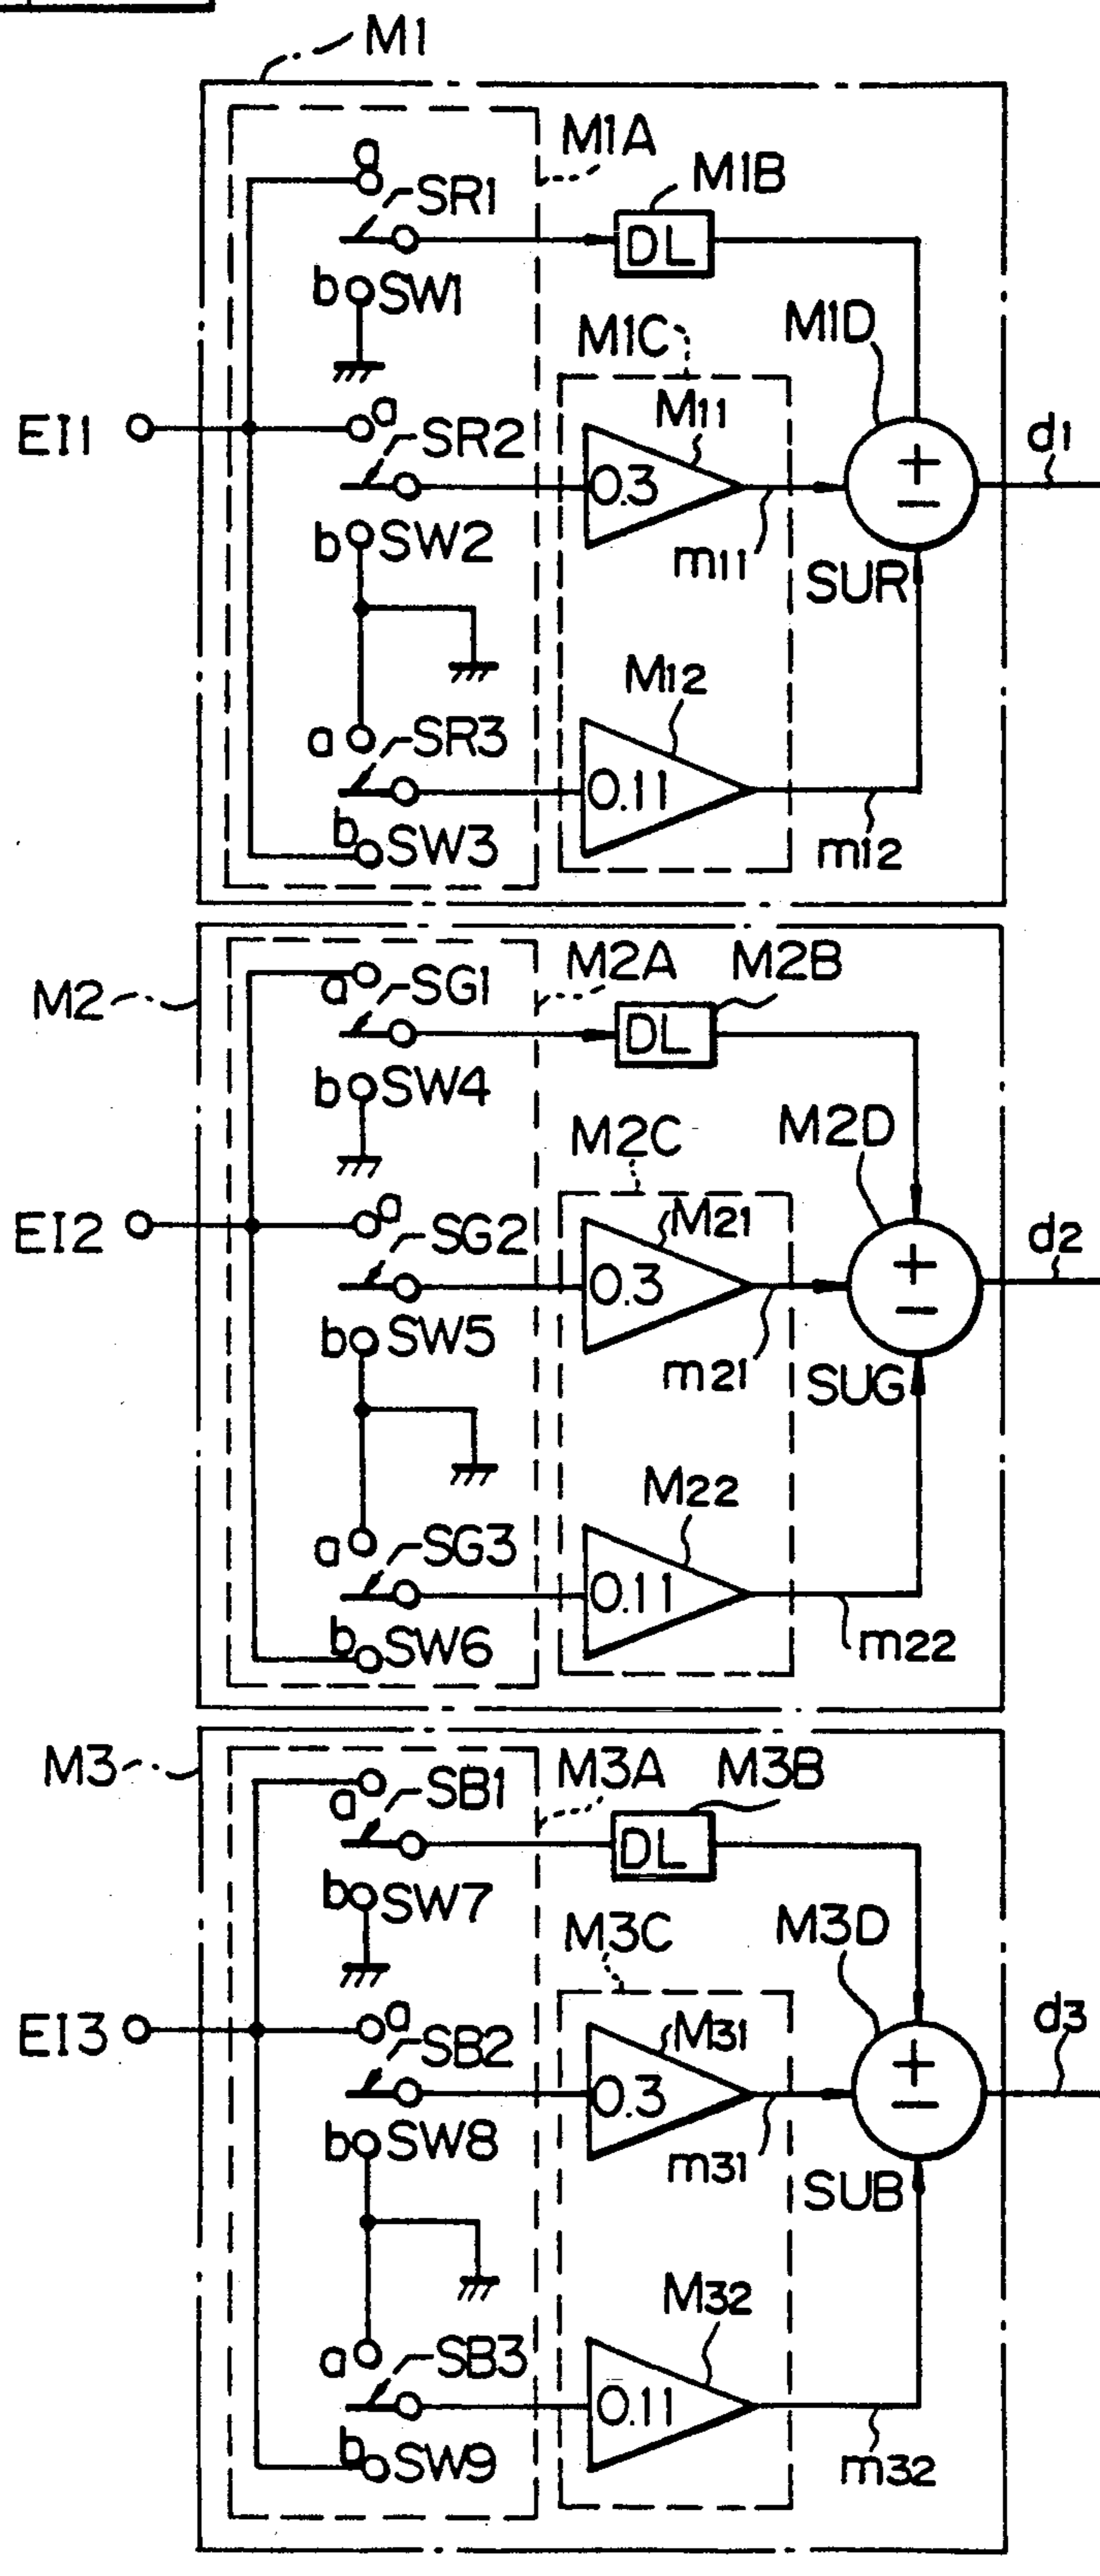 M1
a
M1A
SR1
M1B
DL
b SW1
M1C
M1D
a
M11
EI1
SR2
d1
0.3
+
−
b SW2
m11
SUR
M12
a
SR3
0.11
b
SW3
m12
M2A
M2B
M2
a
SG1
DL
b SW4
M2C
M2D
a
M21
EI2
SG2
d2
0.3
+
−
b SW5
m21
SUG
M22
a
SG3
0.11
b
SW6
m22
M3
M3A
M3B
SB1
a
DL
b SW7
M3C
M3D
a
M31
EI3
SB2
d3
0.3
+
−
b SW8
m31
SUB
M32
a
SB3
0.11
b
SW9
m32